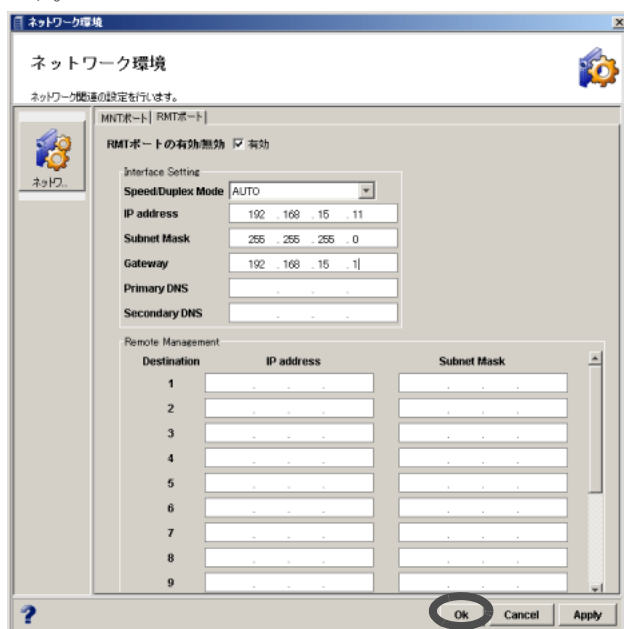 ネットワーク環境
ネットワーク環境
ネットワーク関連の設定を行います。
ネットワ..
MNTポート RMTポート
RMTポートの有効/無効 有効
Interface Setting
Speed/Duplex Mode AUTO
IP address 192 . 168 . 15 . 11
Subnet Mask 255 . 255 . 255 . 0
Gateway 192 . 168 . 15 . 1
Primary DNS . . .
Secondary DNS . . .
Remote Management
Destination IP address Subnet Mask
1 . . . . . .
2 . . . . . .
3 . . . . . .
4 . . . . . .
5 . . . . . .
6 . . . . . .
7 . . . . . .
8 . . . . . .
9 . . . . . .
? Ok Cancel Apply